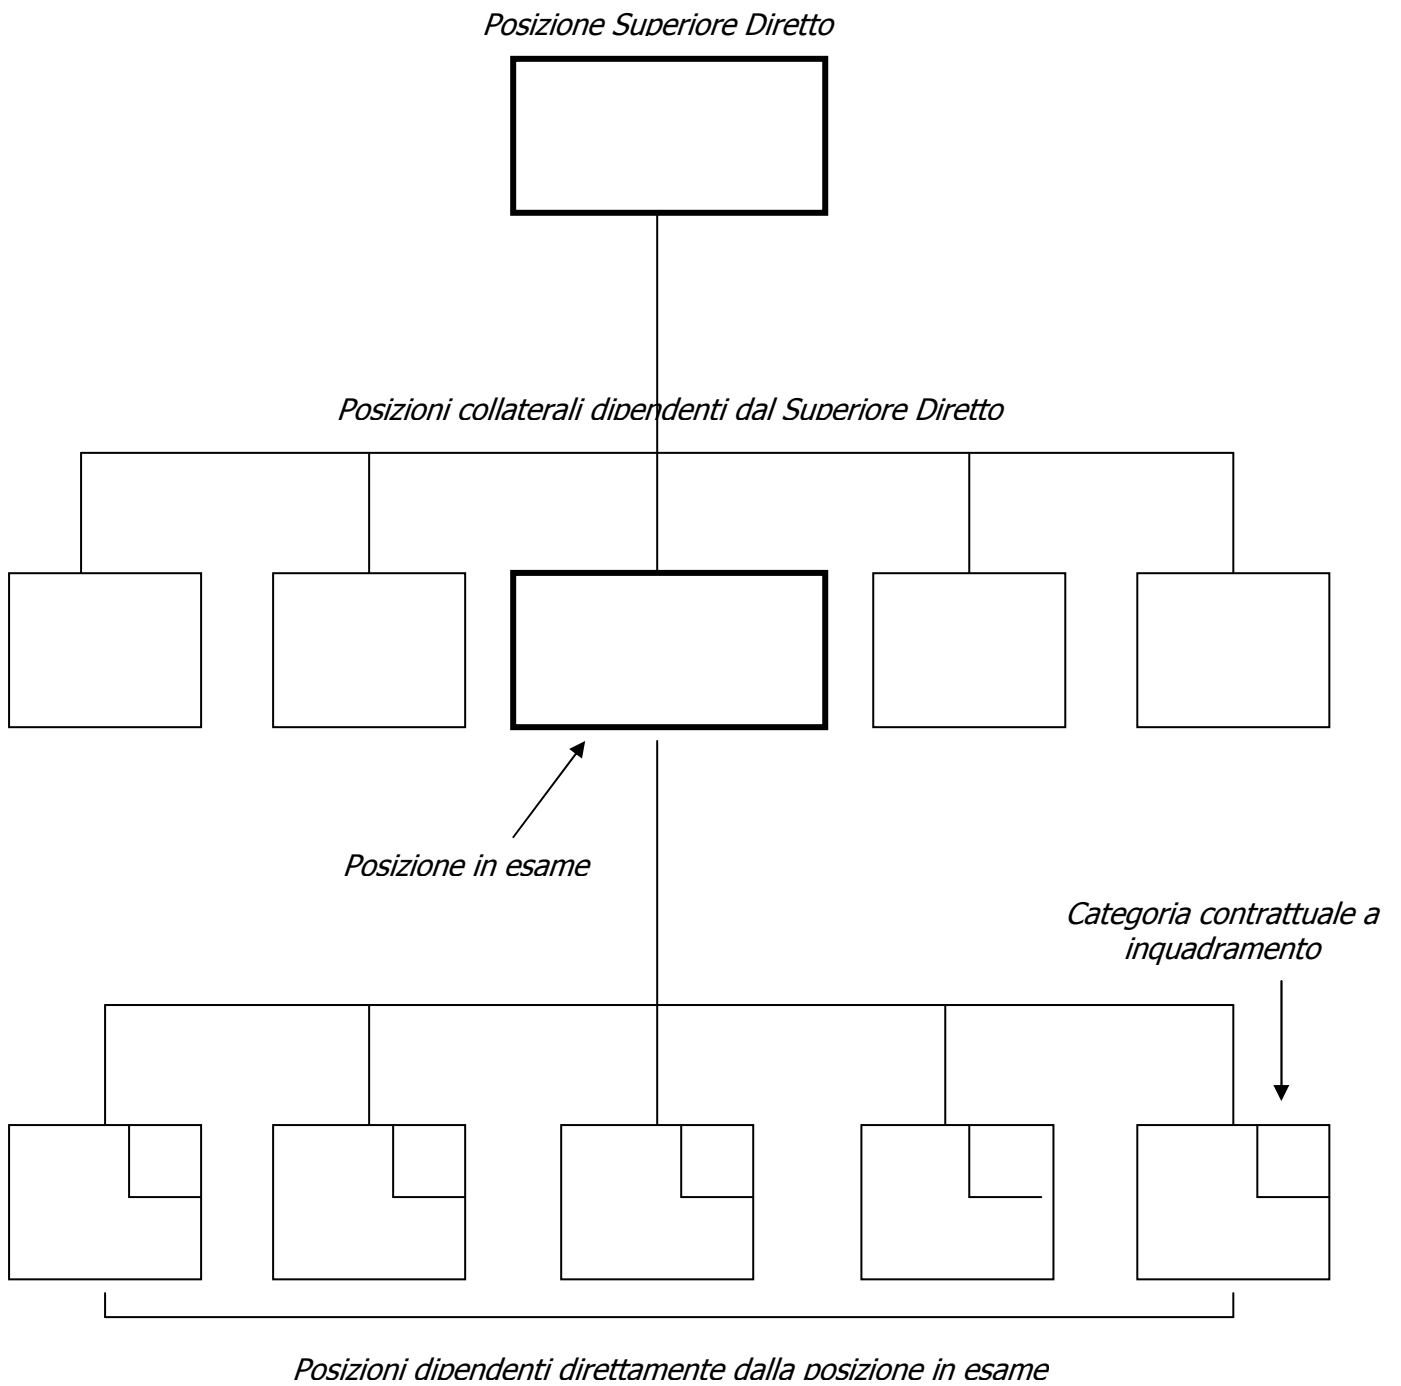 Posizione Superiore Diretto
Posizioni collaterali dipendenti dal Superiore Diretto
Posizione in esame
Categoria contrattuale a
inquadramento
Posizioni dipendenti direttamente dalla posizione in esame